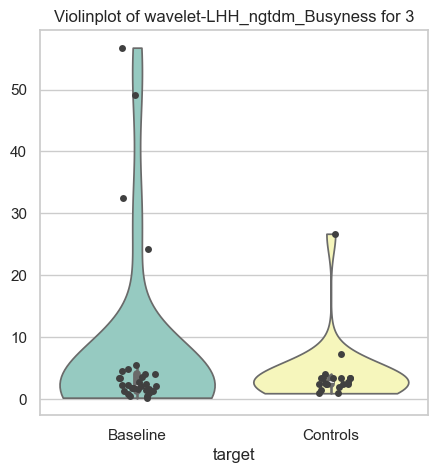 Violinplot of wavelet-LHH_ngtdm_Busyness for 3
50
40
30
20
10
0
Baseline Controls
target